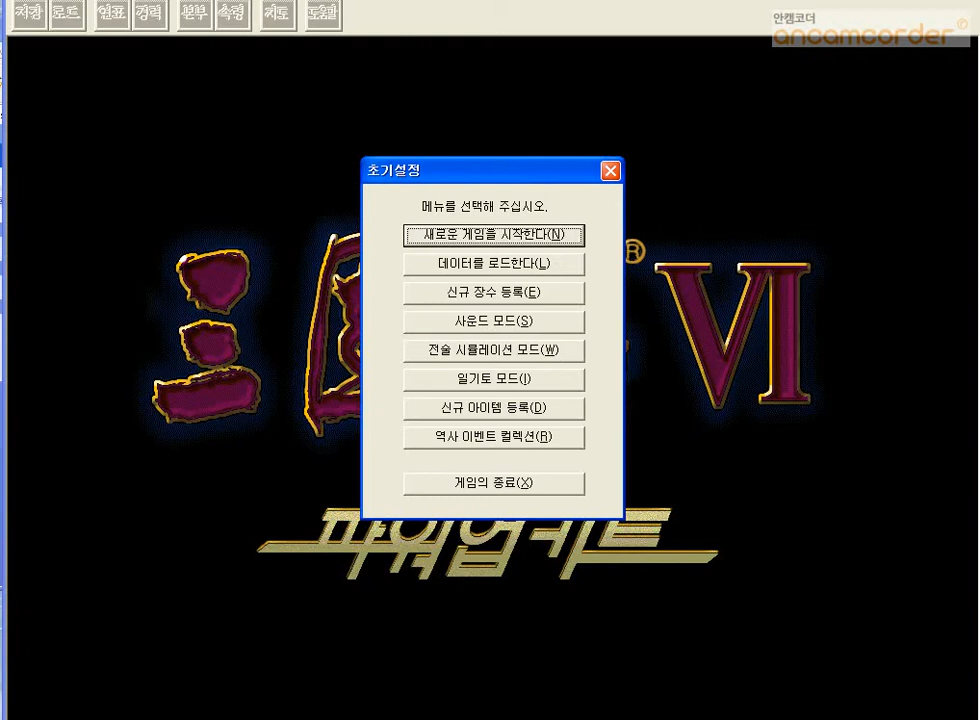 저장 로드 연표 경력 본부 속령 지도 도움말
안캠코더
ancamcorder®
초기설정
메뉴를 선택해 주십시오.
새로운 게임을 시작한다(N)
데이터를 로드한다(L)
신규 장수 등록(E)
사운드 모드(S)
전술 시뮬레이션 모드(W)
일기토 모드(I)
신규 아이템 등록(D)
역사 이벤트 컬렉션(R)
게임의 종료(X)
三國 ® VI
파워업키트